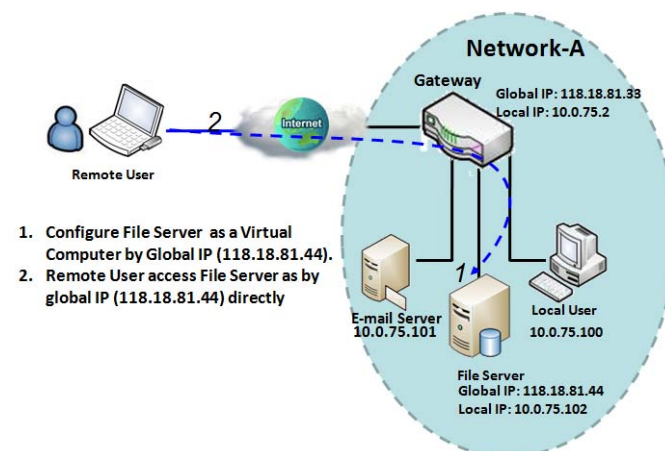 Network-A
Gateway
Global IP: 118.18.81.33
Local IP: 10.0.75.2
2
Internet
Remote User
1. Configure File Server as a Virtual
Computer by Global IP (118.18.81.44).
2. Remote User access File Server as by
global IP (118.18.81.44) directly
1
E-mail Server
10.0.75.101
Local User
10.0.75.100
File Server
Global IP: 118.18.81.44
Local IP: 10.0.75.102